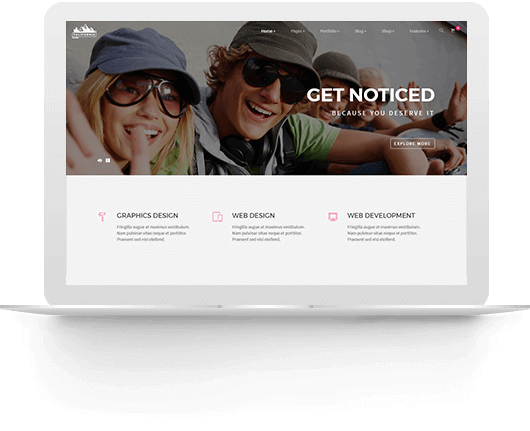 CALIFORNIA
Home
Pages
Portfolio
Blog
Shop
Features
GET NOTICED
BECAUSE YOU DESERVE IT
EXPLORE MORE
GRAPHICS DESIGN
Fringilla augue at maximus vestibulum.
Nam pulvinar vitae neque et porttitor.
Praesent sed nisi eleifend.
WEB DESIGN
Fringilla augue at maximus vestibulum.
Nam pulvinar vitae neque et porttitor.
Praesent sed nisi eleifend.
WEB DEVELOPMENT
Fringilla augue at maximus vestibulum.
Nam pulvinar vitae neque et porttitor.
Praesent sed nisi eleifend.